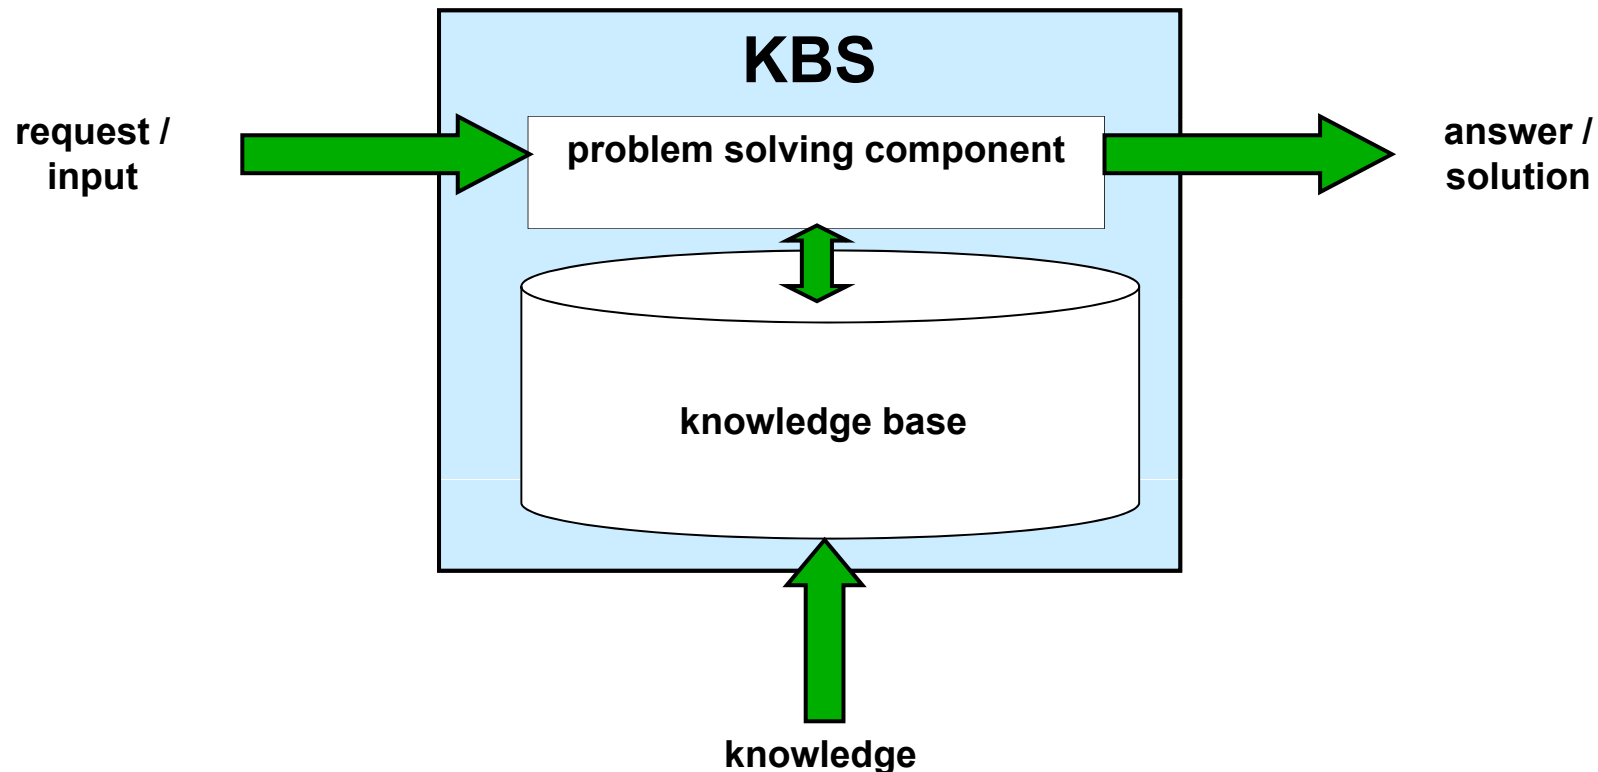 KBS
request /
input
problem solving component
answer /
solution
knowledge base
knowledge